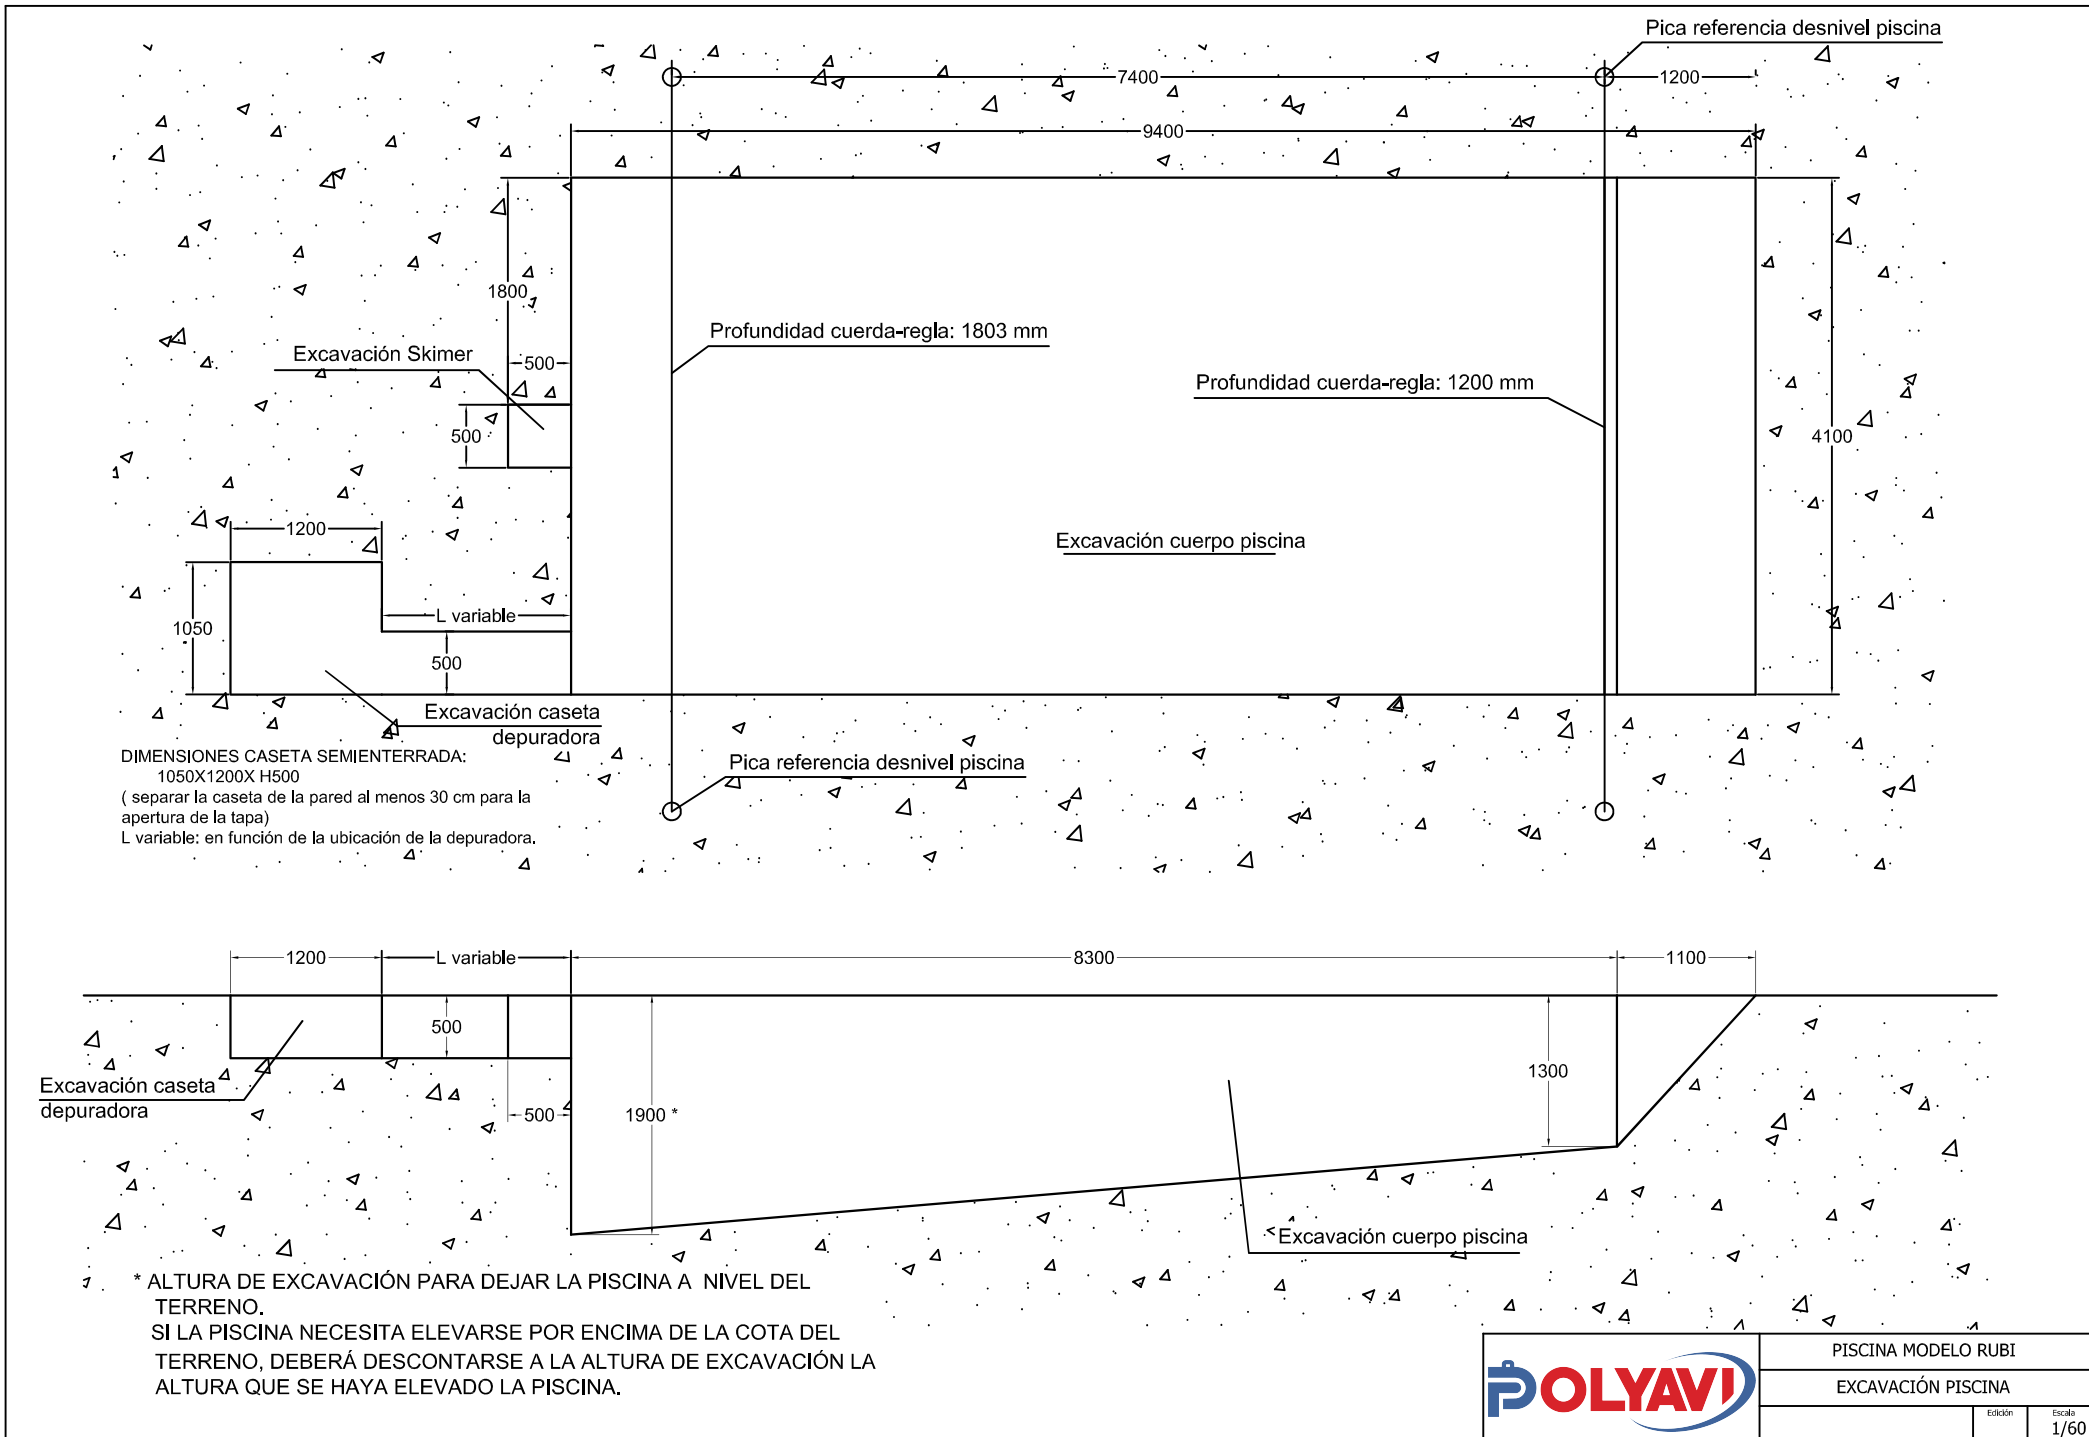 Pica referencia desnivel piscina
7400
1200
9400
1800
Profundidad cuerda-regla: 1803 mm
Excavación Skimer
500
Profundidad cuerda-regla: 1200 mm
500
4100
1200
Excavación cuerpo piscina
L variable
1050
500
Excavación caseta
depuradora
DIMENSIONES CASETA SEMIENTERRADA:
1050X1200X H500
( separar la caseta de la pared al menos 30 cm para la
apertura de la tapa)
L variable: en función de la ubicación de la depuradora.
Pica referencia desnivel piscina
1200
L variable
8300
1100
500
1300
Excavación caseta
depuradora
500
1900 *
Excavación cuerpo piscina
* ALTURA DE EXCAVACIÓN PARA DEJAR LA PISCINA A NIVEL DEL
TERRENO.
SI LA PISCINA NECESITA ELEVARSE POR ENCIMA DE LA COTA DEL
TERRENO, DEBERÁ DESCONTARSE A LA ALTURA DE EXCAVACIÓN LA
ALTURA QUE SE HAYA ELEVADO LA PISCINA.
POLYAVI
PISCINA MODELO RUBI
EXCAVACIÓN PISCINA
Edición
Escala
1/60